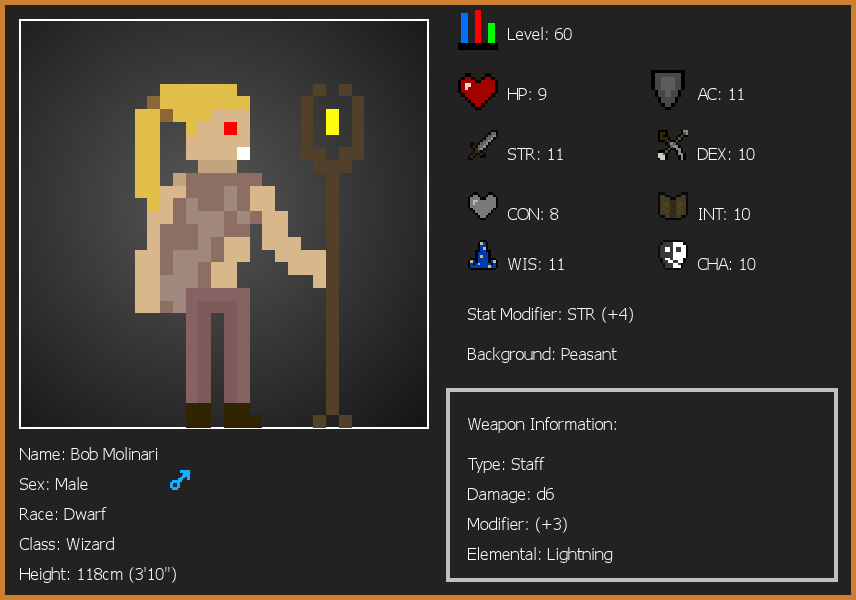 Level: 60
HP: 9
AC: 11
STR: 11
DEX: 10
CON: 8
INT: 10
WIS: 11
CHA: 10
Stat Modifier: STR (+4)
Background: Peasant
Weapon Information:
Type: Staff
Damage: d6
Modifier: (+3)
Elemental: Lightning
Name: Bob Molinari
Sex: Male
Race: Dwarf
Class: Wizard
Height: 118cm (3'10")